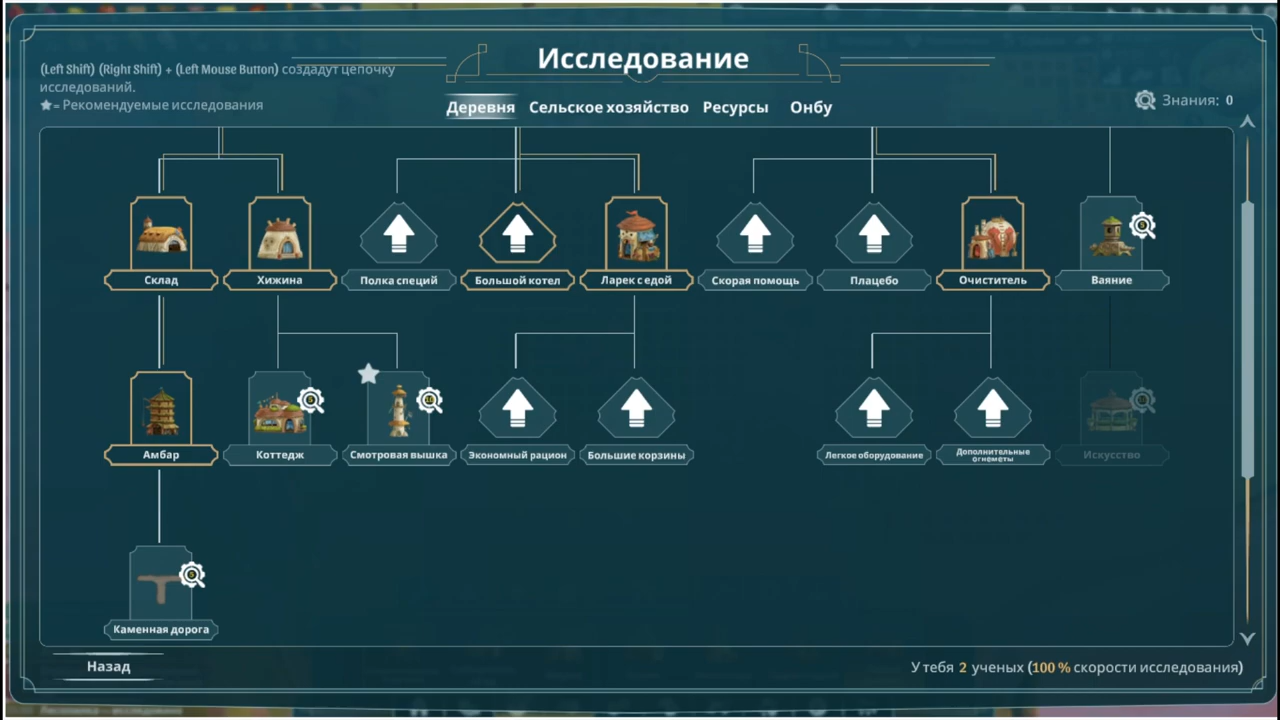 Исследование
(Left Shift) (Right Shift) + (Left Mouse Button) создадут цепочку
исследований.
= Рекомендуемые исследования
Деревня Сельское хозяйство Ресурсы Онбу
Знания: 0
Склад Хижина Полка специй Большой котел Ларек с едой Скорая помощь Плацебо Очиститель Ваяние
Амбар Коттедж Смотровая вышка Экономный рацион Большие корзины Легкое оборудование Дополнительные
огнеметы Искусство
Каменная дорога
Назад
У тебя 2 ученых (100 % скорости исследования)